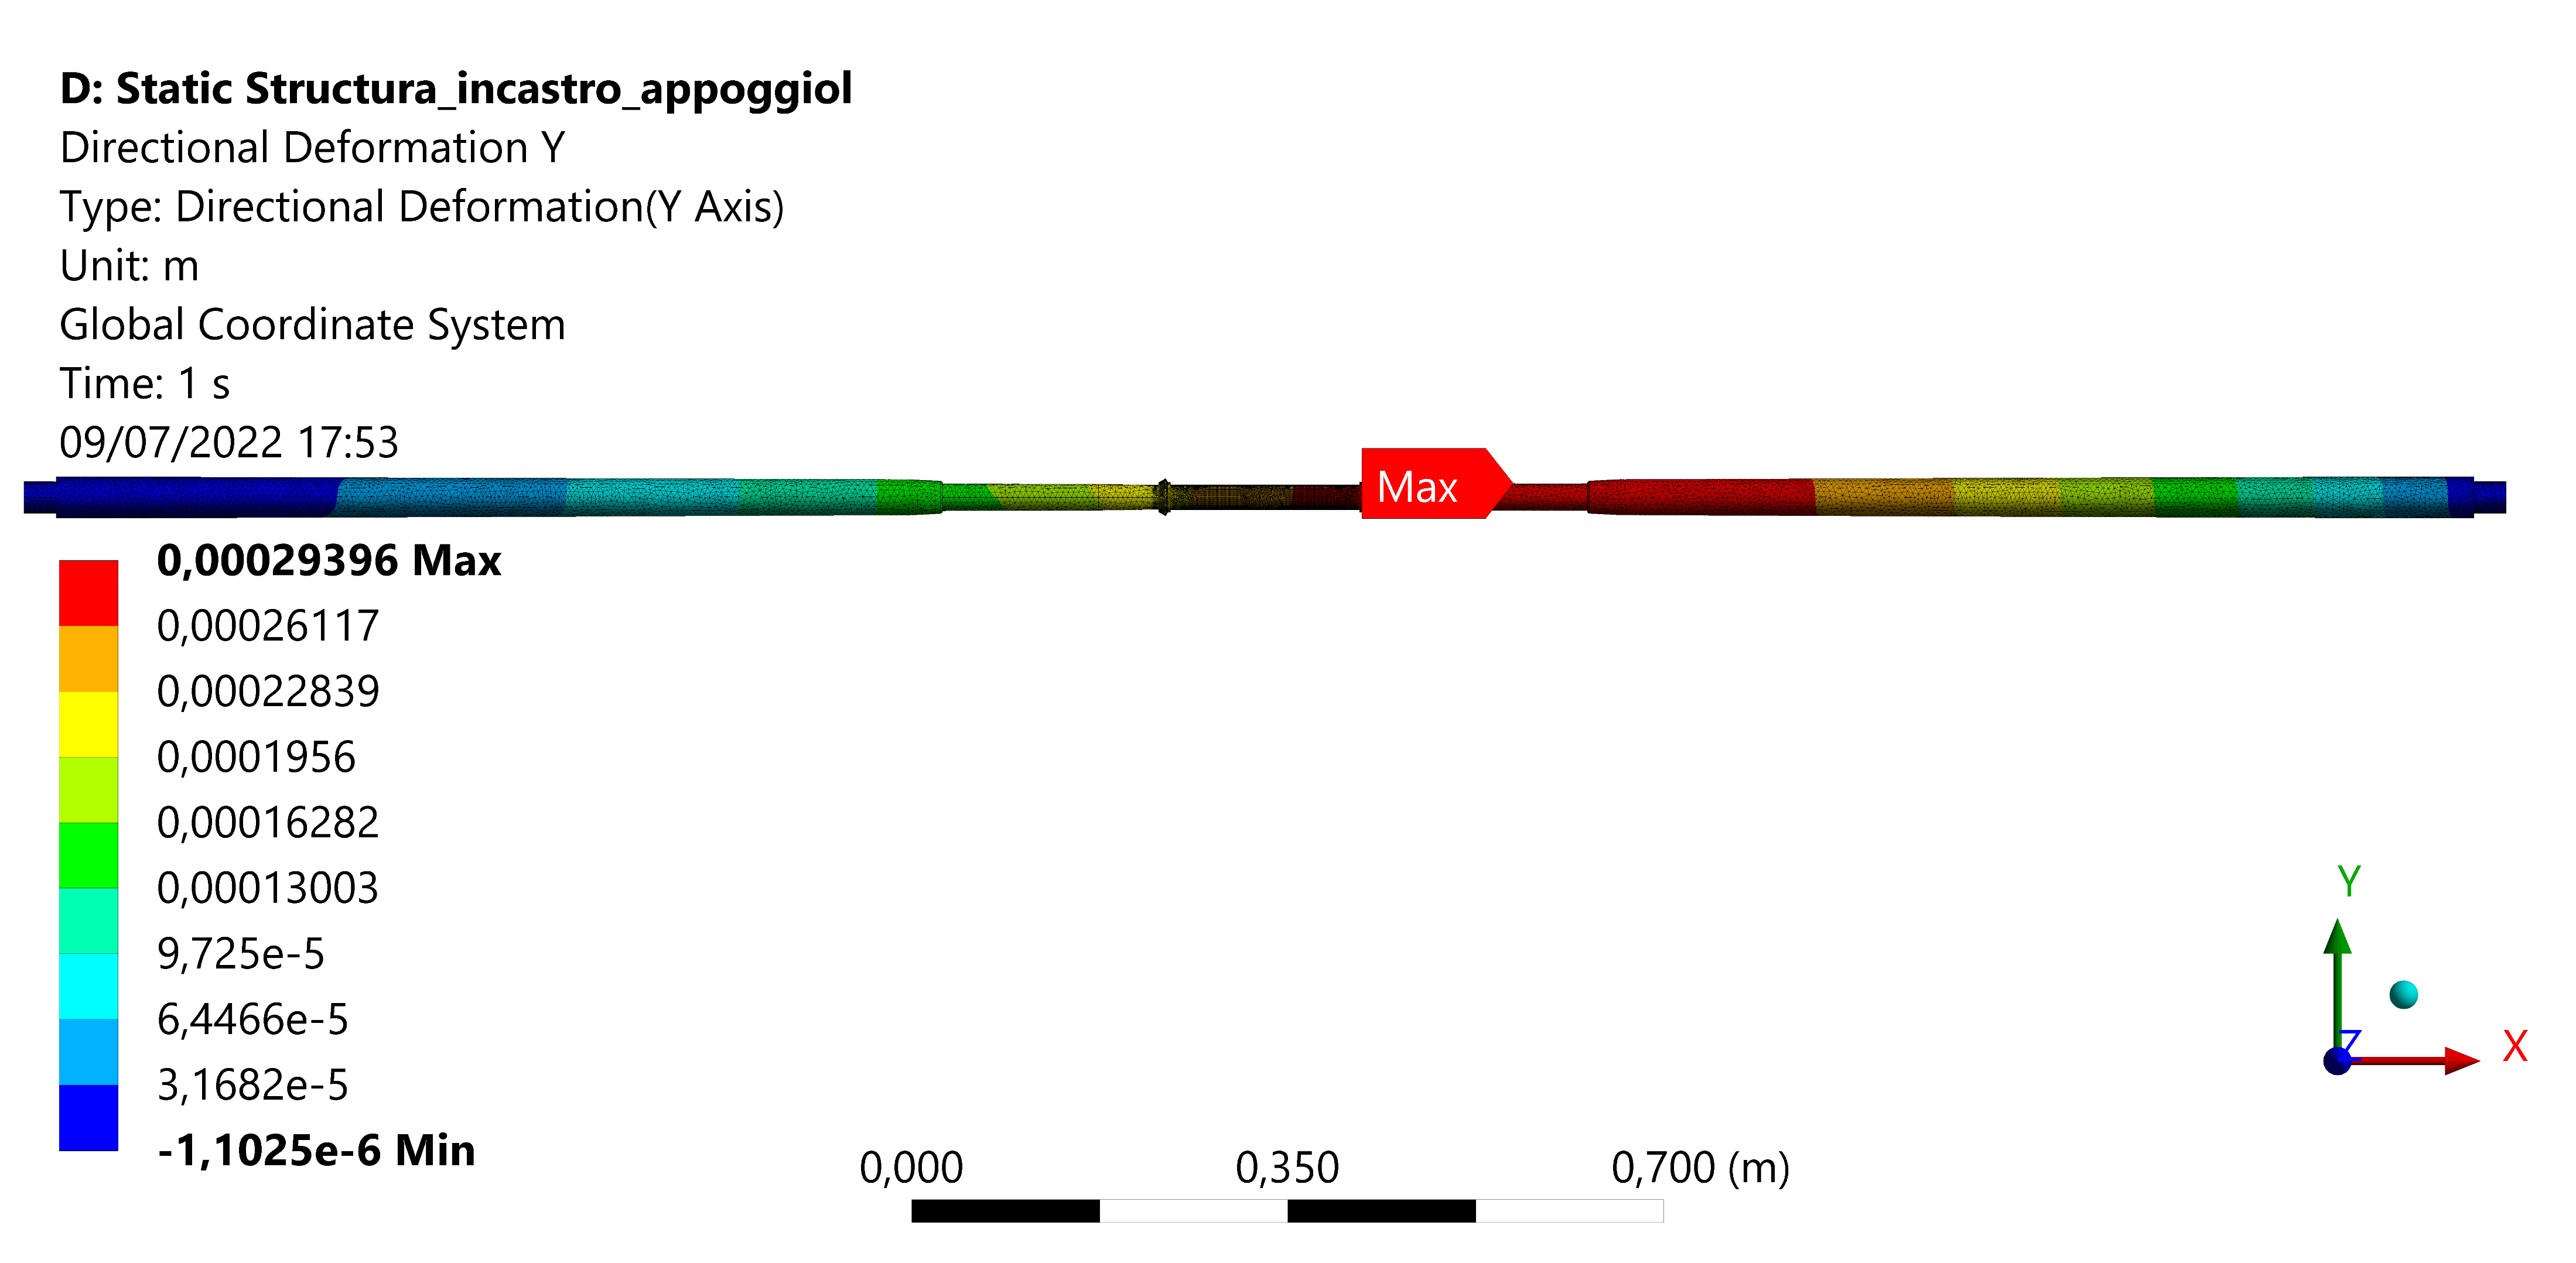 D: Static Structura_incastro_appoggiol
Directional Deformation Y
Type: Directional Deformation(Y Axis)
Unit: m
Global Coordinate System
Time: 1 s
09/07/2022 17:53
Max
0,00029396 Max
0,00026117
0,00022839
0,0001956
0,00016282
0,00013003
9,725e-5
6,4466e-5
3,1682e-5
-1,1025e-6 Min
0,000 0,350 0,700 (m)
Y
Z
X